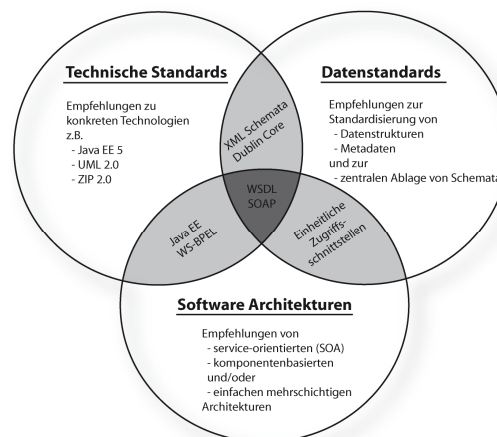 Technische Standards
Empfehlungen zu
konkreten Technologien
z.B.
- Java EE 5
- UML 2.0
- ZIP 2.0
Datenstandards
Empfehlungen zur
Standardisierung von
- Datenstrukturen
- Metadaten
und zur
- zentralen Ablage von Schemata
XML Schemata
Dublin Core
WSDL
SOAP
Java EE
WS-BPEL
Einheitliche
Zugriffs-
schnittstellen
Software Architekturen
Empfehlungen von
- service-orientierten (SOA)
- komponentenbasierten
und/oder
- einfachen mehrschichtigen
Architekturen